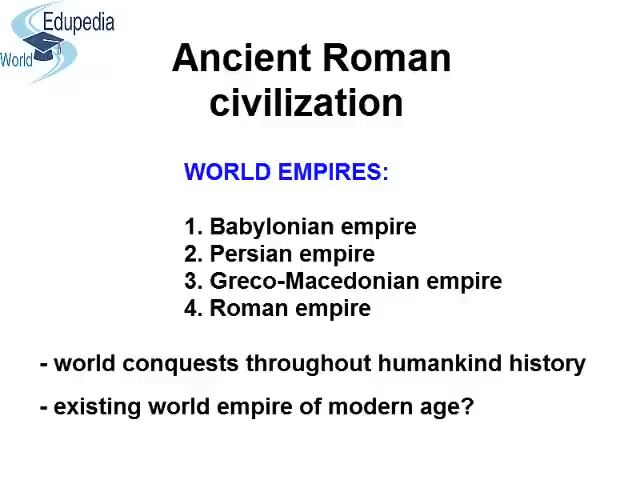 Edupedia
World
Ancient Roman
civilization
WORLD EMPIRES:
1. Babylonian empire
2. Persian empire
3. Greco-Macedonian empire
4. Roman empire
- world conquests throughout humankind history
- existing world empire of modern age?